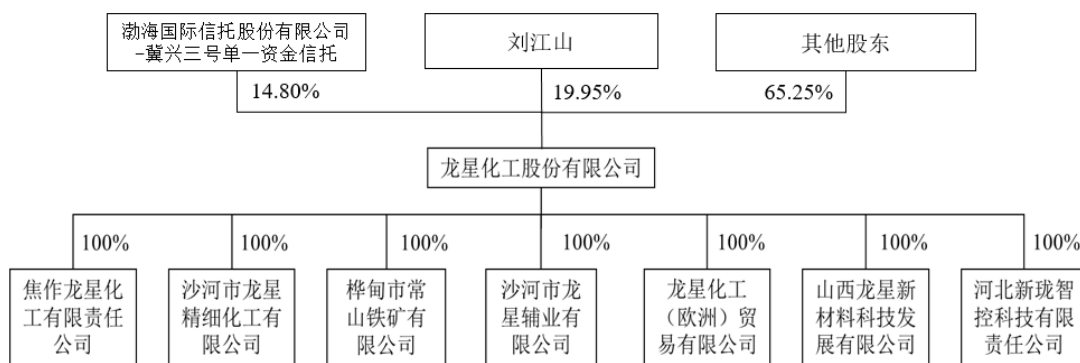 渤海国际信托股份有限公司
-冀兴三号单一资金信托
刘江山
其他股东
14.80%
19.95%
65.25%
龙星化工股份有限公司
100%
100%
100%
100%
100%
100%
100%
焦作龙星化
工有限责任
公司
沙河市龙星
精细化工有
限公司
桦甸市常
山铁矿有
限公司
沙河市龙
星辅业有
限公司
龙星化工
（欧洲）贸
易有限公司
山西龙星新
材料科技发
展有限公司
河北新珑智
控科技有限
责任公司